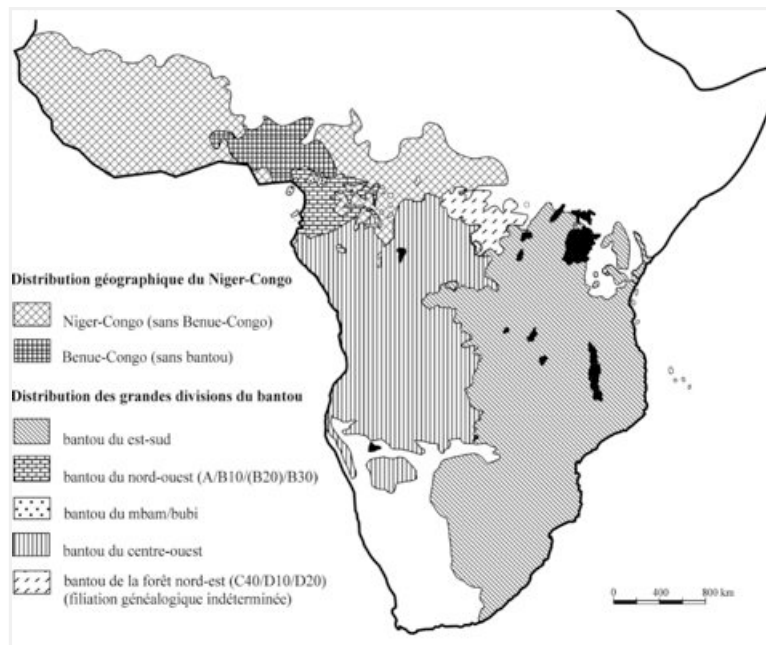 Distribution géographique du Niger-Congo
Niger-Congo (sans Benue-Congo)
Benue-Congo (sans bantou)
Distribution des grandes divisions du bantou
bantou du est-sud
bantou du nord-ouest (A/B10/(B20)/B30)
bantou du mbam/bubi
bantou du centre-ouest
bantou de la forêt nord-est (C40/D10/D20)
(filiation généalogique indéterminée)
0 400 800 km